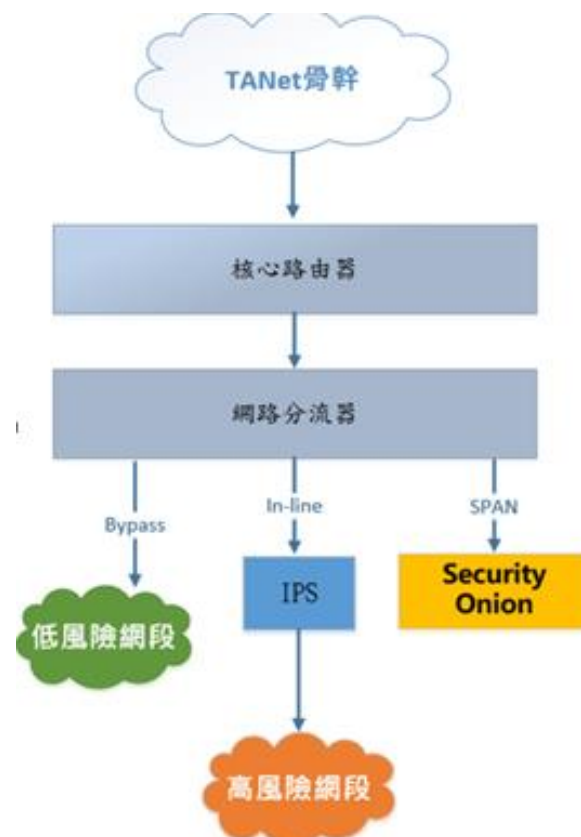 TANet骨幹
核心路由器
網路分流器
Bypass
In-line
SPAN
IPS
Security
Onion
低風險網段
高風險網段